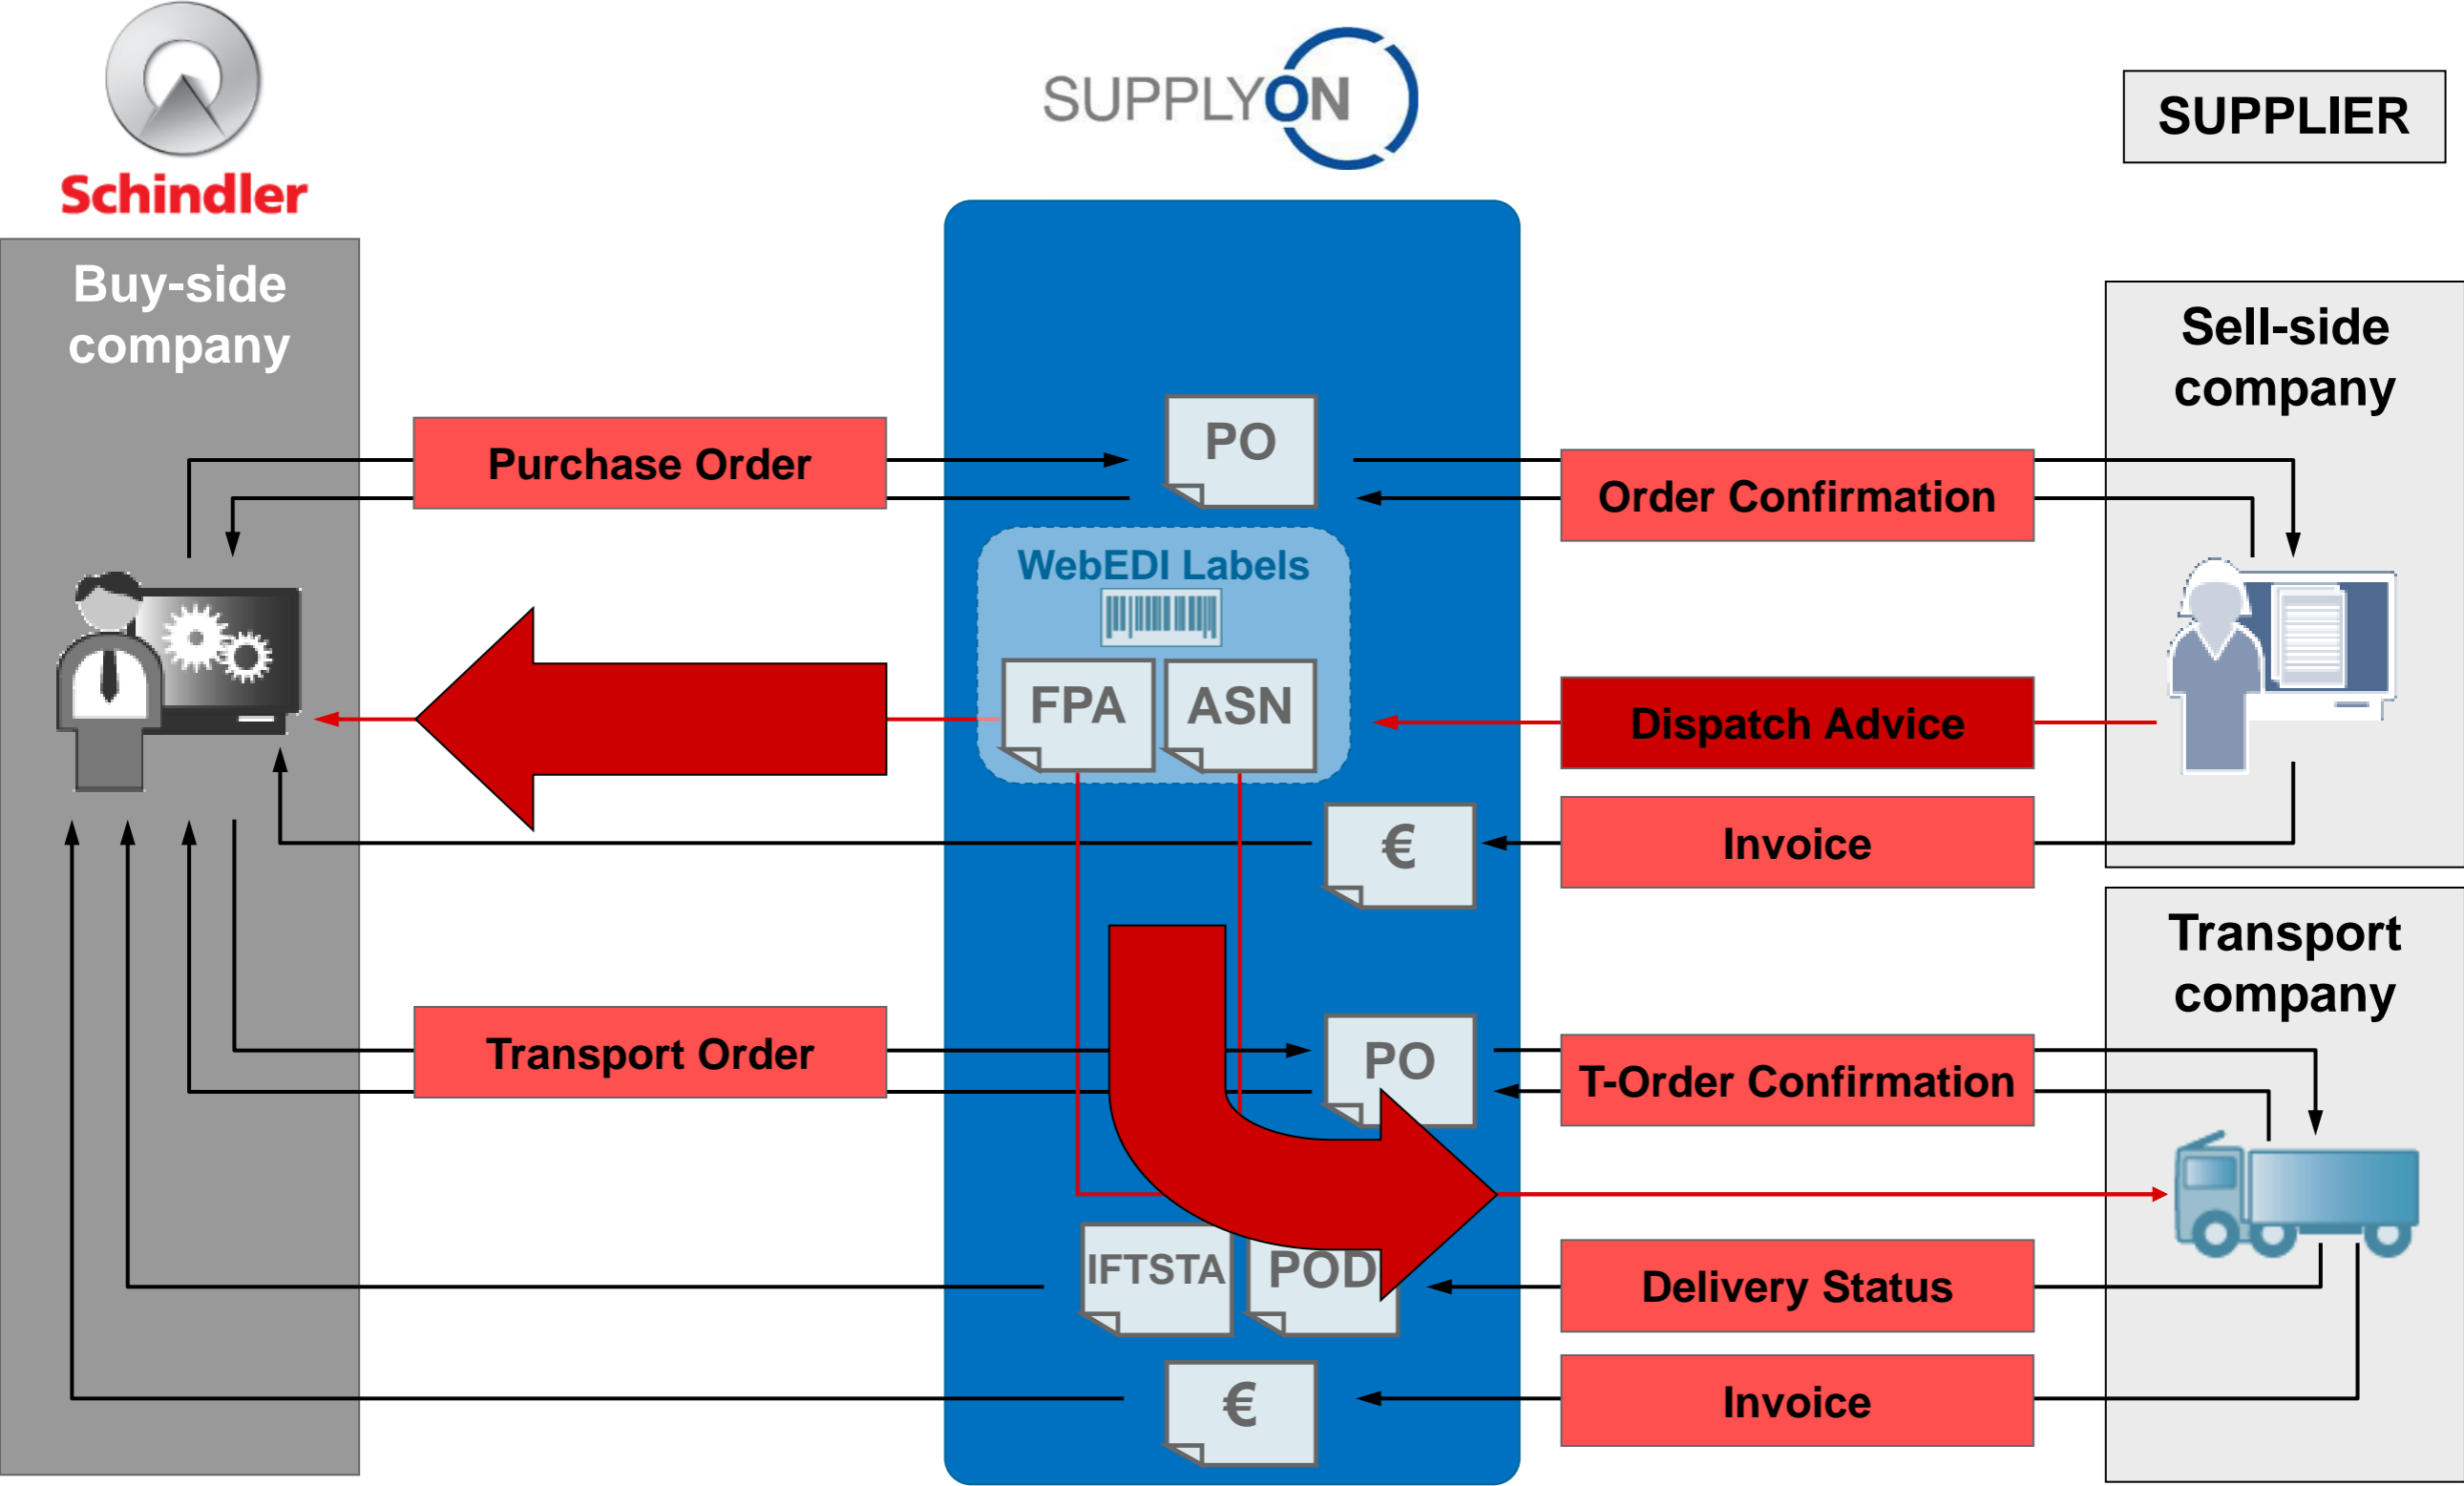 Schindler
SUPPLYON
SUPPLIER
Buy-side
company
Sell-side
company
PO
Purchase Order
Order Confirmation
WebEDI Labels
FPA
ASN
Dispatch Advice
€
Invoice
Transport
company
Transport Order
PO
T-Order Confirmation
IFTSTA
POD
Delivery Status
€
Invoice